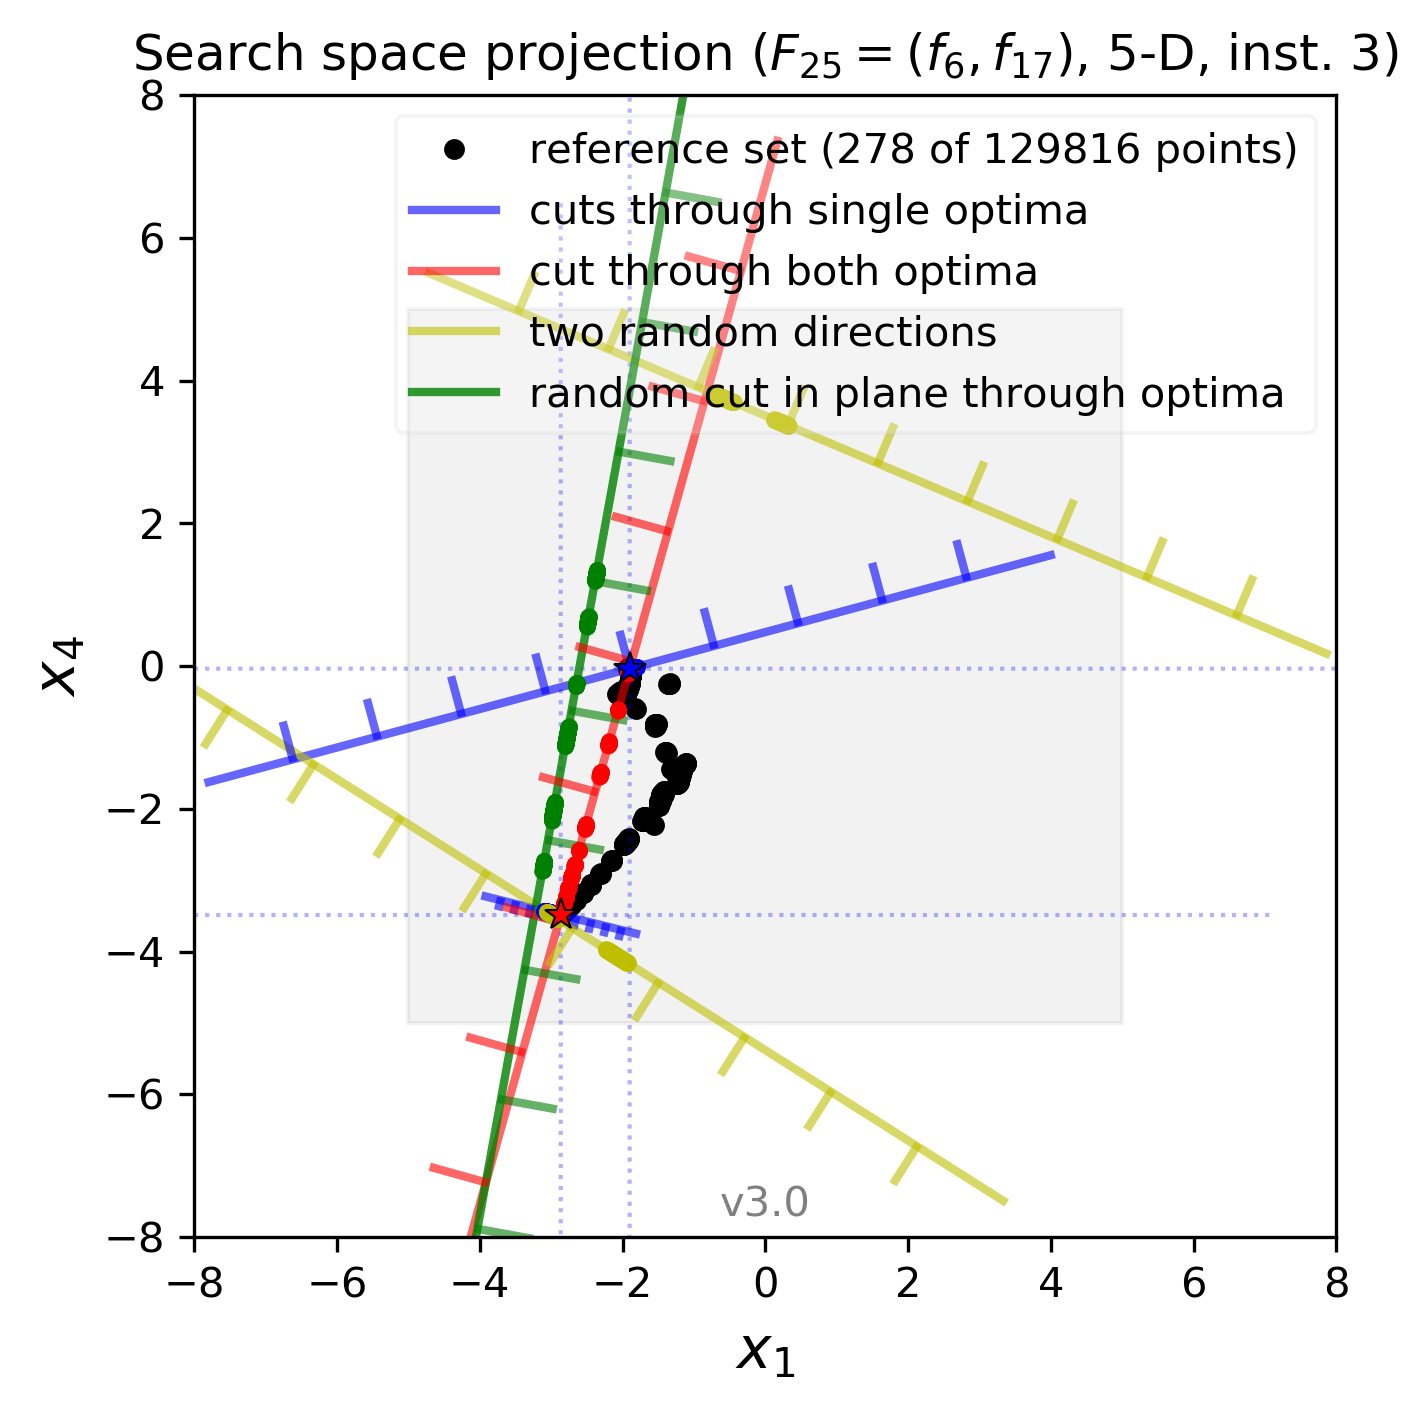 Search space projection (F25 = (f6, f17), 5-D, inst. 3)
reference set (278 of 129816 points)
cuts through single optima
cut through both optima
two random directions
random cut in plane through optima
8
6
4
2
0
−2
−4
−6
−8
x4
v3.0
−8 −6 −4 −2 0 2 4 6 8
x1